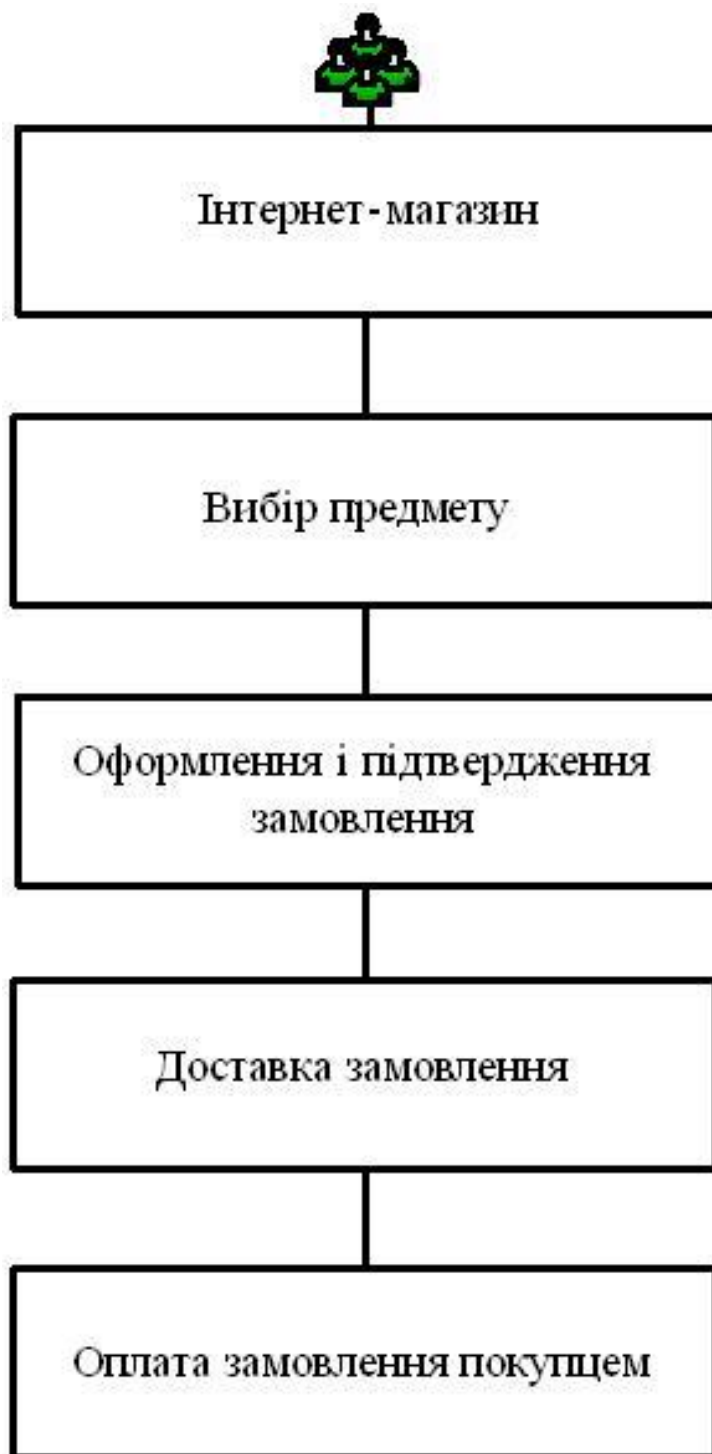 Інтернет-магазин
Вибір предмету
Оформлення і підтвердження
замовлення
Доставка замовлення
Оплата замовлення покупцем